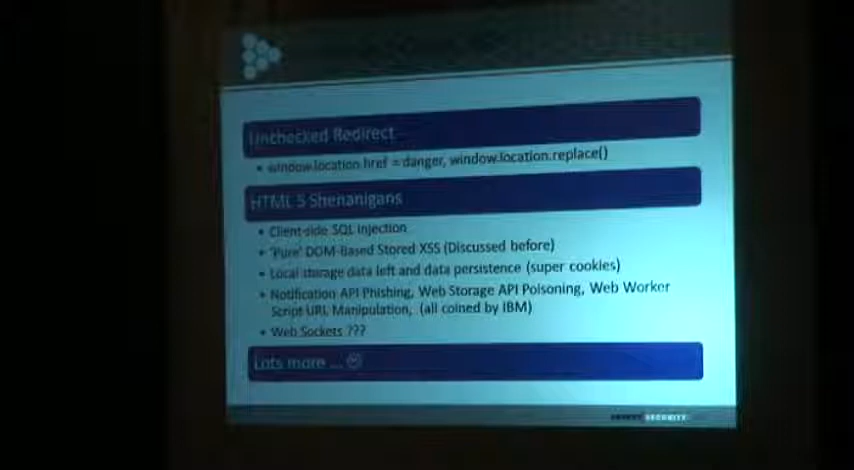 Unchecked Redirect
• window.location.href = danger, window.location.replace()
HTML 5 Shenanigans
• Client-side SQL injection
• 'Pure' DOM-Based Stored XSS (Discussed before)
• Local storage data left and data persistence (super cookies)
• Notification API Phishing, Web Storage API Poisoning, Web Worker
Script URL Manipulation, (all coined by IBM)
• Web Sockets ???
Lots more ...
SECURITY